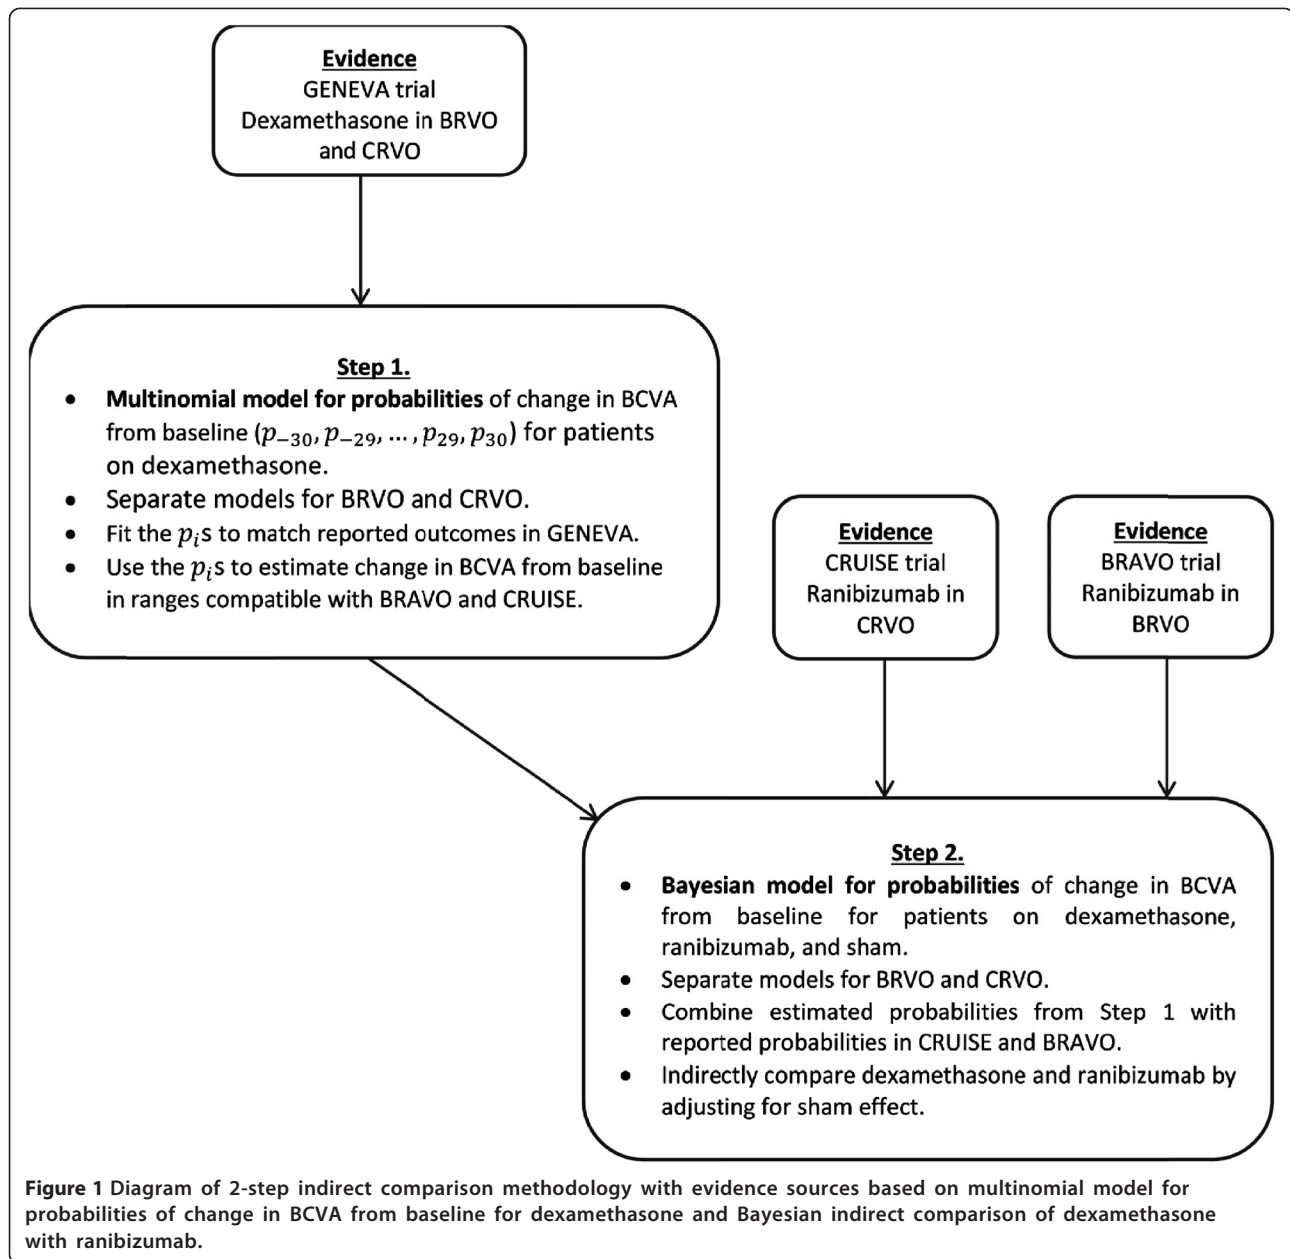 Evidence
GENEVA trial
Dexamethasone in BRVO
and CRVO
Step 1.
• Multinomial model for probabilities of change in BCVA
from baseline (p₋₃₀, p₋₂₉, … , p₂₉, p₃₀) for patients
on dexamethasone.
• Separate models for BRVO and CRVO.
• Fit the pᵢs to match reported outcomes in GENEVA.
• Use the pᵢs to estimate change in BCVA from baseline
in ranges compatible with BRAVO and CRUISE.
Evidence
CRUISE trial
Ranibizumab in
CRVO
Evidence
BRAVO trial
Ranibizumab in
BRVO
Step 2.
• Bayesian model for probabilities of change in BCVA
from baseline for patients on dexamethasone,
ranibizumab, and sham.
• Separate models for BRVO and CRVO.
• Combine estimated probabilities from Step 1 with
reported probabilities in CRUISE and BRAVO.
• Indirectly compare dexamethasone and ranibizumab by
adjusting for sham effect.
Figure 1 Diagram of 2-step indirect comparison methodology with evidence sources based on multinomial model for
probabilities of change in BCVA from baseline for dexamethasone and Bayesian indirect comparison of dexamethasone
with ranibizumab.